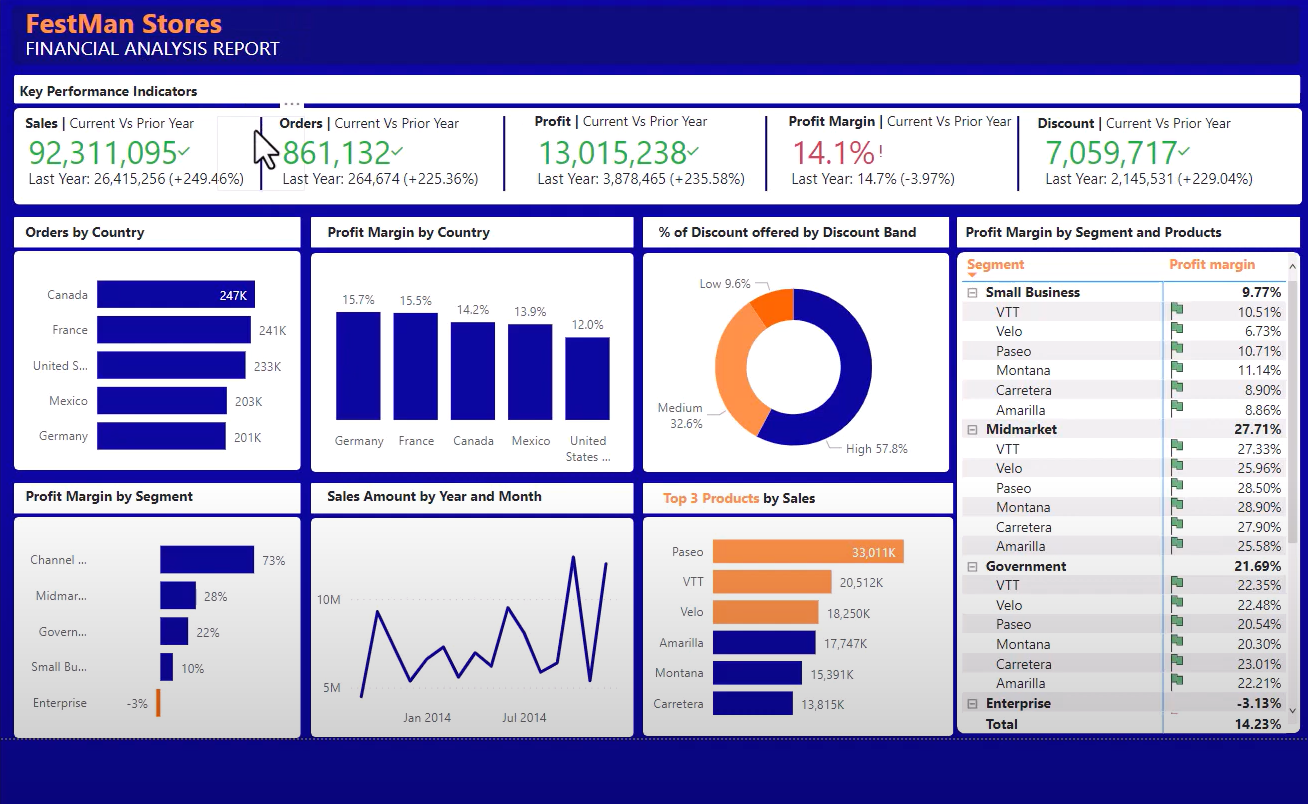 FestMan Stores
FINANCIAL ANALYSIS REPORT
Key Performance Indicators
Sales | Current Vs Prior Year
92,311,095
Last Year: 26,415,256 (+249.46%)
Orders | Current Vs Prior Year
861,132
Last Year: 264,674 (+225.36%)
Profit | Current Vs Prior Year
13,015,238
Last Year: 3,878,465 (+235.58%)
Profit Margin | Current Vs Prior Year
14.1%!
Last Year: 14.7% (-3.97%)
Discount | Current Vs Prior Year
7,059,717
Last Year: 2,145,531 (+229.04%)
Orders by Country
Canada 247K
France 241K
United S... 233K
Mexico 203K
Germany 201K
Profit Margin by Country
15.7% 15.5% 14.2% 13.9% 12.0%
Germany France Canada Mexico United
States ...
% of Discount offered by Discount Band
Low 9.6%
Medium
32.6%
High 57.8%
Profit Margin by Segment and Products
Segment Profit margin
Small Business 9.77%
VTT 10.51%
Velo 6.73%
Paseo 10.71%
Montana 11.14%
Carretera 8.90%
Amarilla 8.86%
Midmarket 27.71%
VTT 27.33%
Velo 25.96%
Paseo 28.50%
Montana 28.90%
Carretera 27.90%
Amarilla 25.58%
Government 21.69%
VTT 22.35%
Velo 22.48%
Paseo 20.54%
Montana 20.30%
Carretera 23.01%
Amarilla 22.21%
Enterprise -3.13%
Total 14.23%
Profit Margin by Segment
Channel ... 73%
Midmar... 28%
Govern... 22%
Small Bu... 10%
Enterprise -3%
Sales Amount by Year and Month
10M
5M
Jan 2014 Jul 2014
Top 3 Products by Sales
Paseo 33,011K
VTT 20,512K
Velo 18,250K
Amarilla 17,747K
Montana 15,391K
Carretera 13,815K